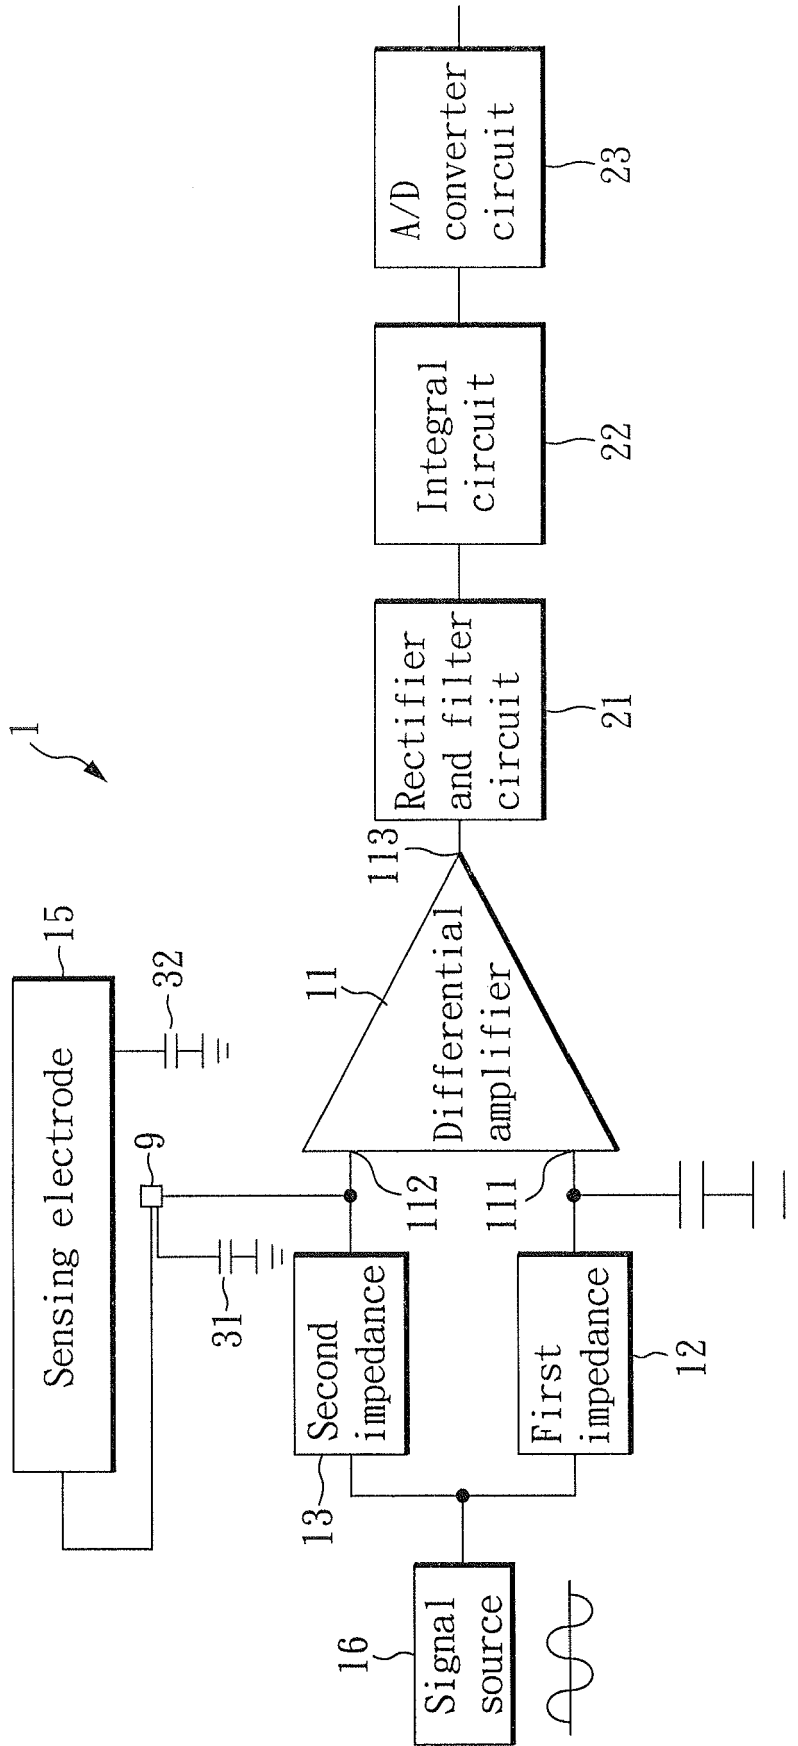 1
Sensing electrode
15
32
9
31
16
Signal
source
13
Second
impedance
First
impedance
12
112
111
11
Differential
amplifier
113
Rectifier
and filter
circuit
21
Integral
circuit
22
A/D
converter
circuit
23